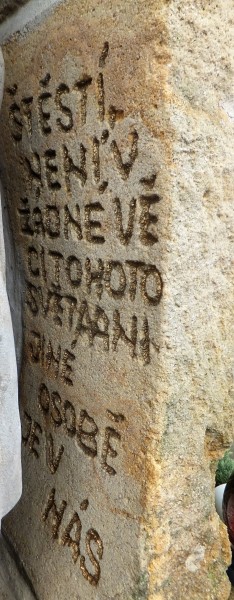 ŠTĚSTÍ
NENÍ V
ŽÁDNÉ VĚ
CI TOHOTO
SVĚTA ANI
JINÉ
OSOBĚ
JE V
NÁS